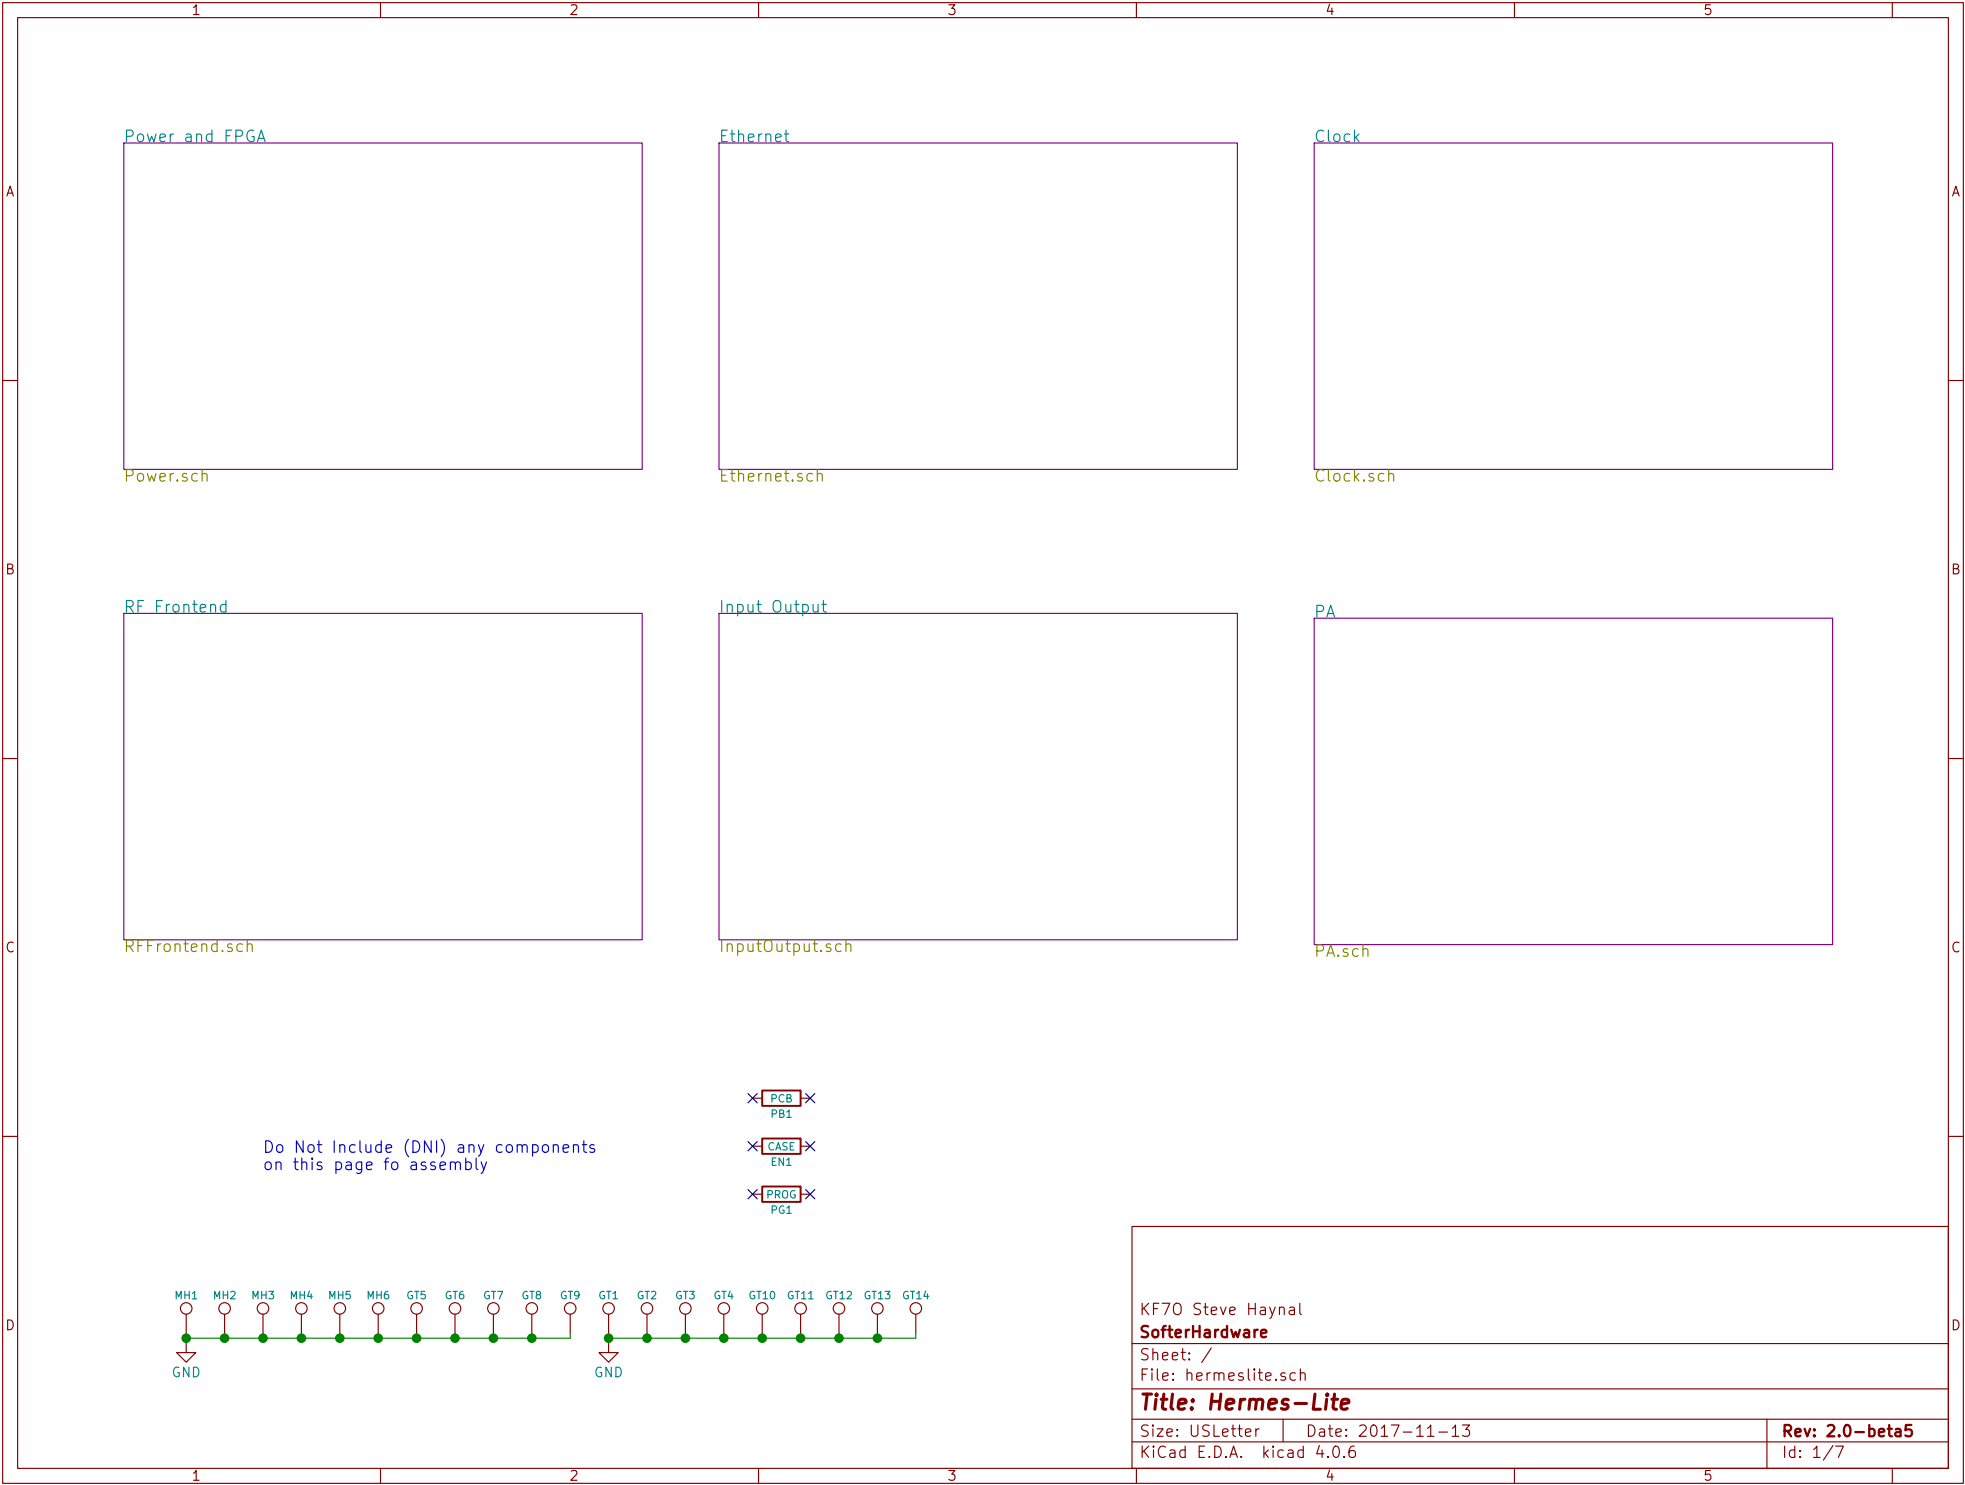 1 2 3 4 5
Power and FPGA
Ethernet
Clock
A A
Power.sch
Ethernet.sch
Clock.sch
B B
RF Frontend
Input Output
PA
RFFrontend.sch
InputOutput.sch
PA.sch
C C
PCB
PB1
Do Not Include (DNI) any components
on this page fo assembly
CASE
EN1
PROG
PG1
MH1 MH2 MH3 MH4 MH5 MH6 GT5 GT6 GT7 GT8 GT9 GT1 GT2 GT3 GT4 GT10 GT11 GT12 GT13 GT14
GND GND
D D
KF7O Steve Haynal
SofterHardware
Sheet: /
File: hermeslite.sch
Title: Hermes-Lite
Size: USLetter Date: 2017-11-13 Rev: 2.0-beta5
KiCad E.D.A. kicad 4.0.6 Id: 1/7
1 2 3 4 5